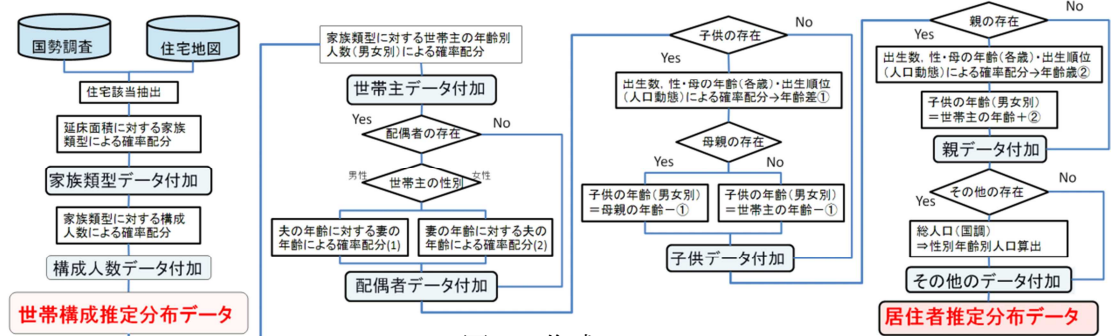 国勢調査
住宅地図
住宅該当抽出
延床面積に対する家族
類型による確率配分
家族類型データ付加
家族類型に対する構成
人数による確率配分
構成人数データ付加
世帯構成推定分布データ
家族類型に対する世帯主の年齢別
人数(男女別)による確率配分
世帯主データ付加
Yes
No
配偶者の存在
男性
女性
世帯主の性別
夫の年齢に対する妻の
年齢による確率配分(1)
妻の年齢に対する夫の
年齢による確率配分(2)
配偶者データ付加
No
子供の存在
Yes
出生数，性・母の年齢(各歳)・出生順位
(人口動態)による確率配分→年齢差①
母親の存在
Yes
No
子供の年齢(男女別)
＝母親の年齢－①
子供の年齢(男女別)
＝世帯主の年齢－①
子供データ付加
No
親の存在
Yes
出生数，性・母の年齢(各歳)・出生順位
(人口動態)による確率配分→年齢歳②
子供の年齢(男女別)
＝世帯主の年齢＋②
親データ付加
No
その他の存在
Yes
総人口(国調)
⇒性別年齢別人口算出
その他のデータ付加
居住者推定分布データ